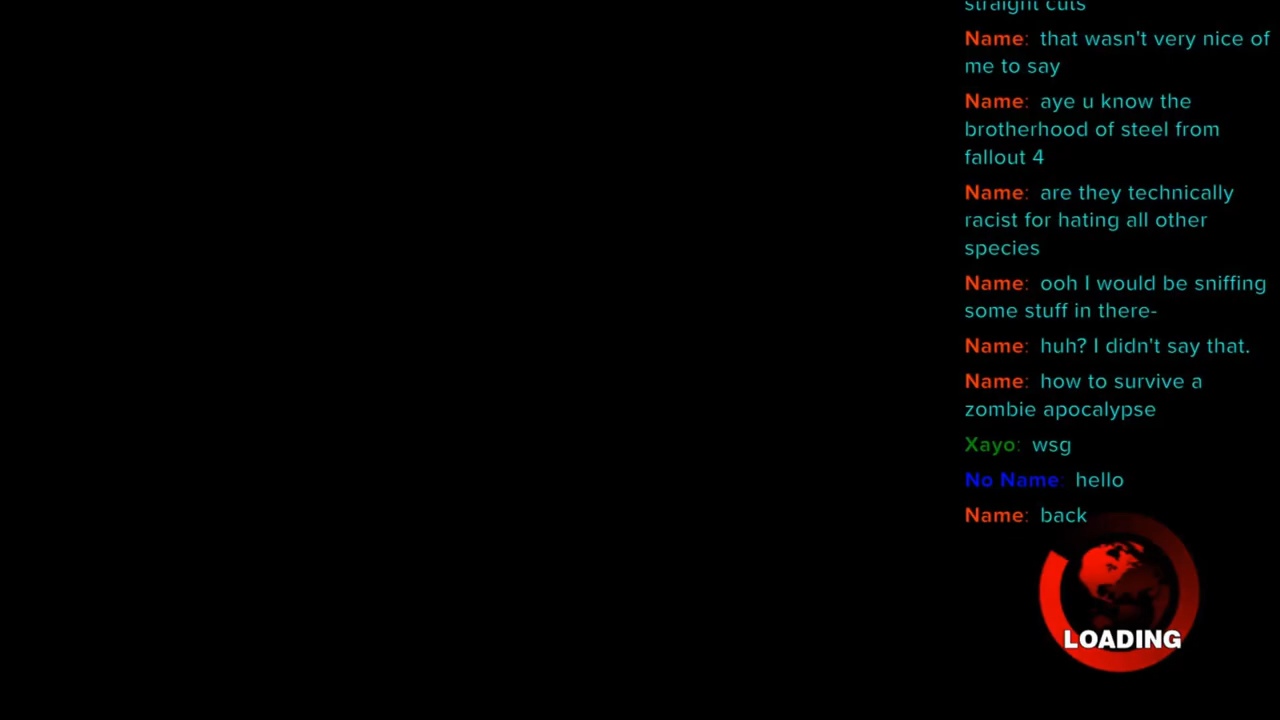 straight cuts
Name: that wasn't very nice of
me to say
Name: aye u know the
brotherhood of steel from
fallout 4
Name: are they technically
racist for hating all other
species
Name: ooh I would be sniffing
some stuff in there-
Name: huh? I didn't say that.
Name: how to survive a
zombie apocalypse
Xayo: wsg
No Name: hello
Name: back
LOADING